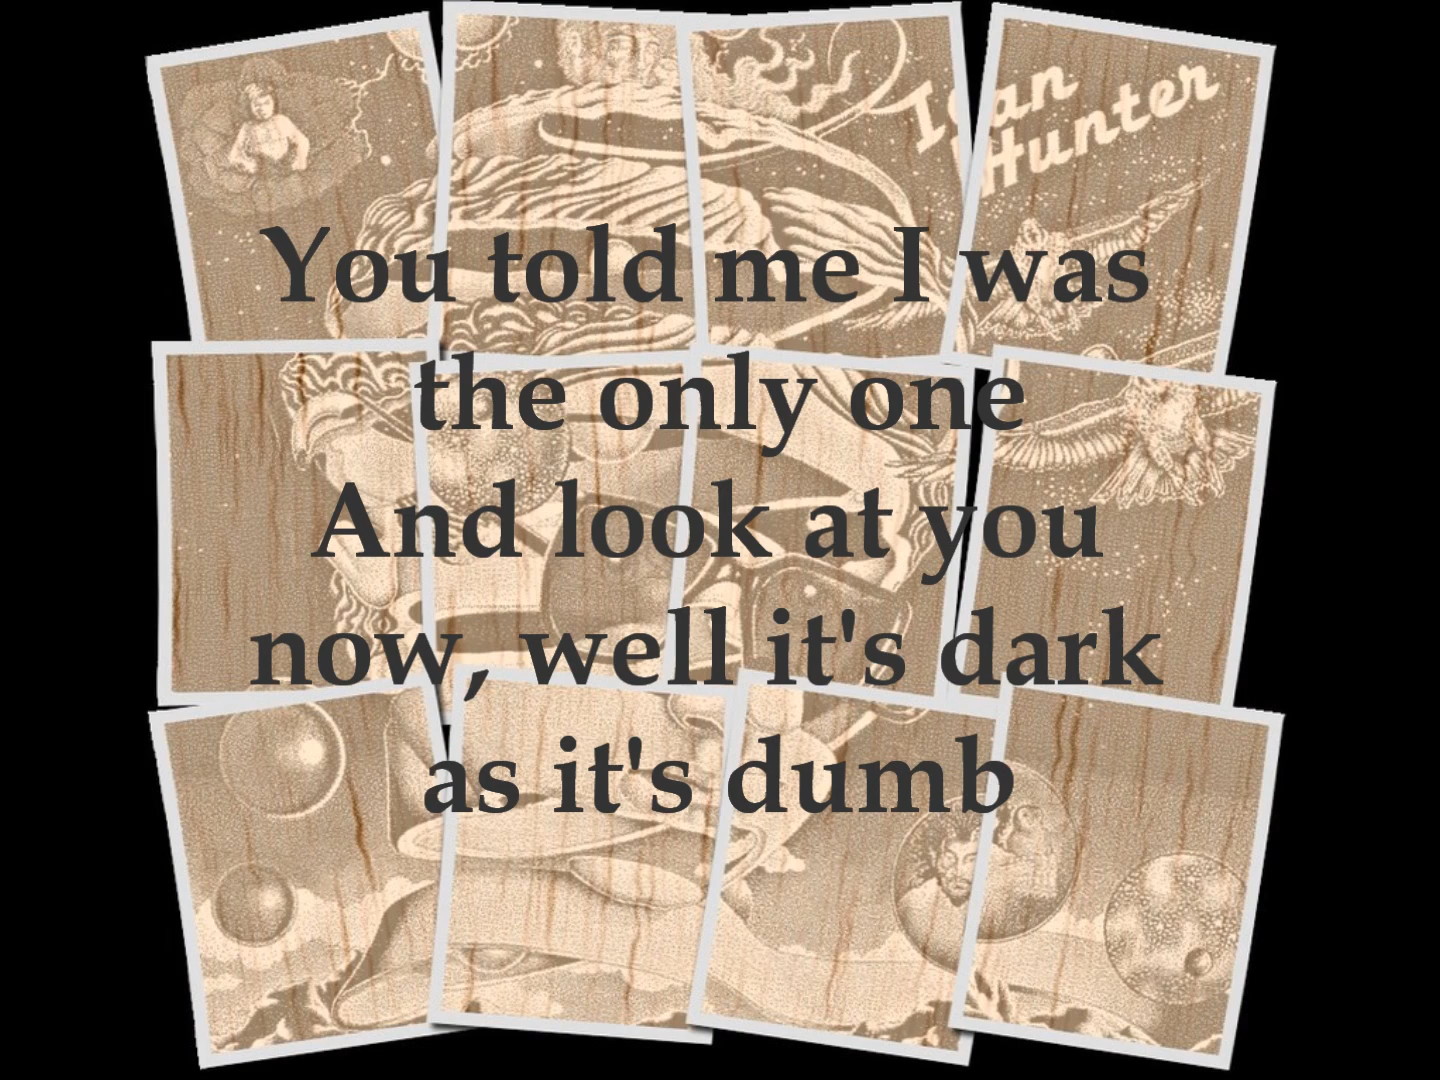 Ian
Hunter
You told me I was
the only one
And look at you
now, well it's dark
as it's dumb